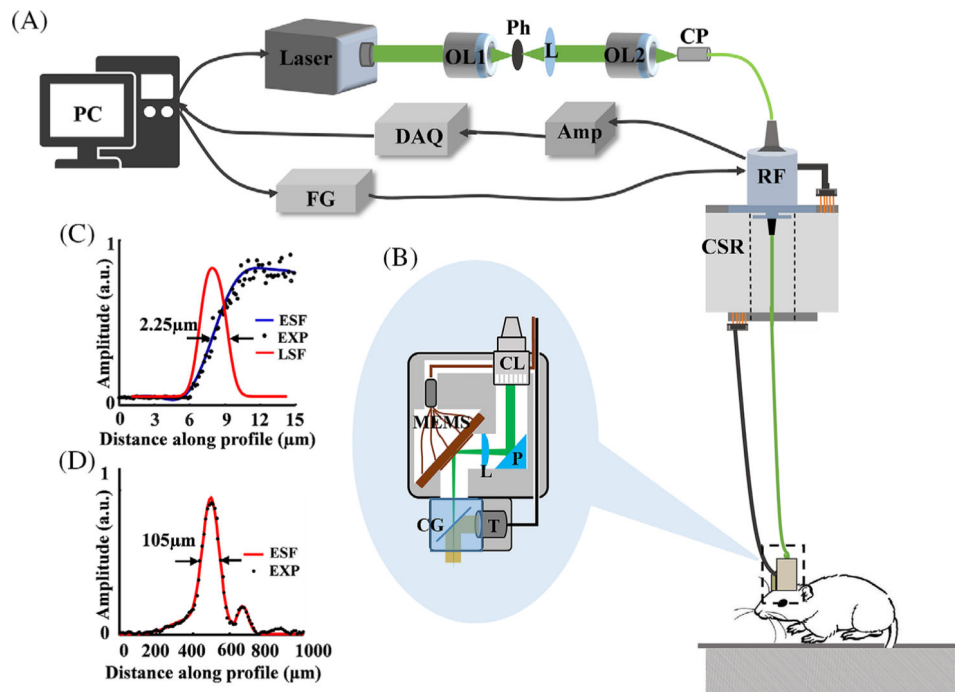 (A)
PC
Laser
OL1
Ph
L
OL2
CP
DAQ
Amp
FG
RF
CSR
(C)
1
Amplitude (a.u.)
0
2.25µm
ESF
EXP
LSF
0 3 6 9 12 15
Distance along profile (µm)
(B)
CL
MEMS
L
P
CG
T
(D)
1
Amplitude (a.u.)
0
105µm
ESF
EXP
0 200 400 600 800 1000
Distance along profile (µm)